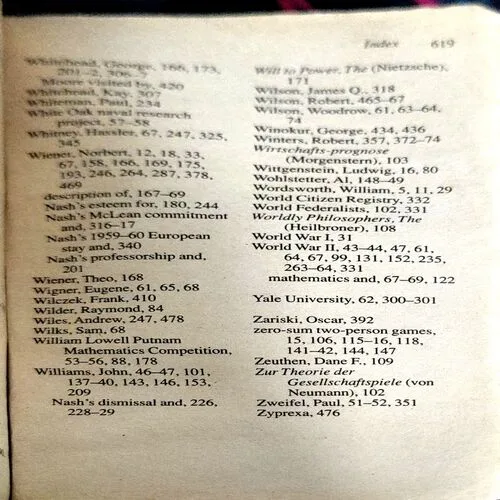 Index 619
Whitehead, George, 166, 173,
201–2, 306–7
Moore visited by, 420
Whitehead, Kay, 307
Whiteman, Paul, 234
White Oak naval research
project, 57–58
Whitney, Hassler, 67, 247, 325,
345
Wiener, Norbert, 12, 18, 33,
67, 158, 166, 169, 175,
193, 246, 264, 287, 378,
469
description of, 167–69
Nash's esteem for, 180, 244
Nash's McLean commitment
and, 316–17
Nash's 1959–60 European
stay and, 340
Nash's professorship and,
201
Wiener, Theo, 168
Wigner, Eugene, 61, 65, 68
Wilczek, Frank, 410
Wilder, Raymond, 84
Wiles, Andrew, 247, 478
Wilks, Sam, 68
William Lowell Putnam
Mathematics Competition,
53–56, 88, 178
Williams, John, 46–47, 101,
137–40, 143, 146, 153,
209
Nash's dismissal and, 226,
228–29
Will to Power, The (Nietzsche),
171
Wilson, James Q., 318
Wilson, Robert, 465–67
Wilson, Woodrow, 61, 63–64,
74
Winokur, George, 434, 436
Winters, Robert, 357, 372–74
Wirtschafts-prognose
(Morgenstern), 103
Wittgenstein, Ludwig, 16, 80
Wohlstetter, Al, 148–49
Wordsworth, William, 5, 11, 29
World Citizen Registry, 332
World Federalists, 102, 331
Worldly Philosophers, The
(Heilbroner), 108
World War I, 31
World War II, 43–44, 47, 61,
64, 67, 99, 131, 152, 235,
263–64, 331
mathematics and, 67–69, 122
Yale University, 62, 300–301
Zariski, Oscar, 392
zero-sum two-person games,
15, 106, 115–16, 118,
141–42, 144, 147
Zeuthen, Dane F., 109
Zur Theorie der
Gesellschaftspiele (von
Neumann), 102
Zweifel, Paul, 51–52, 351
Zyprexa, 476